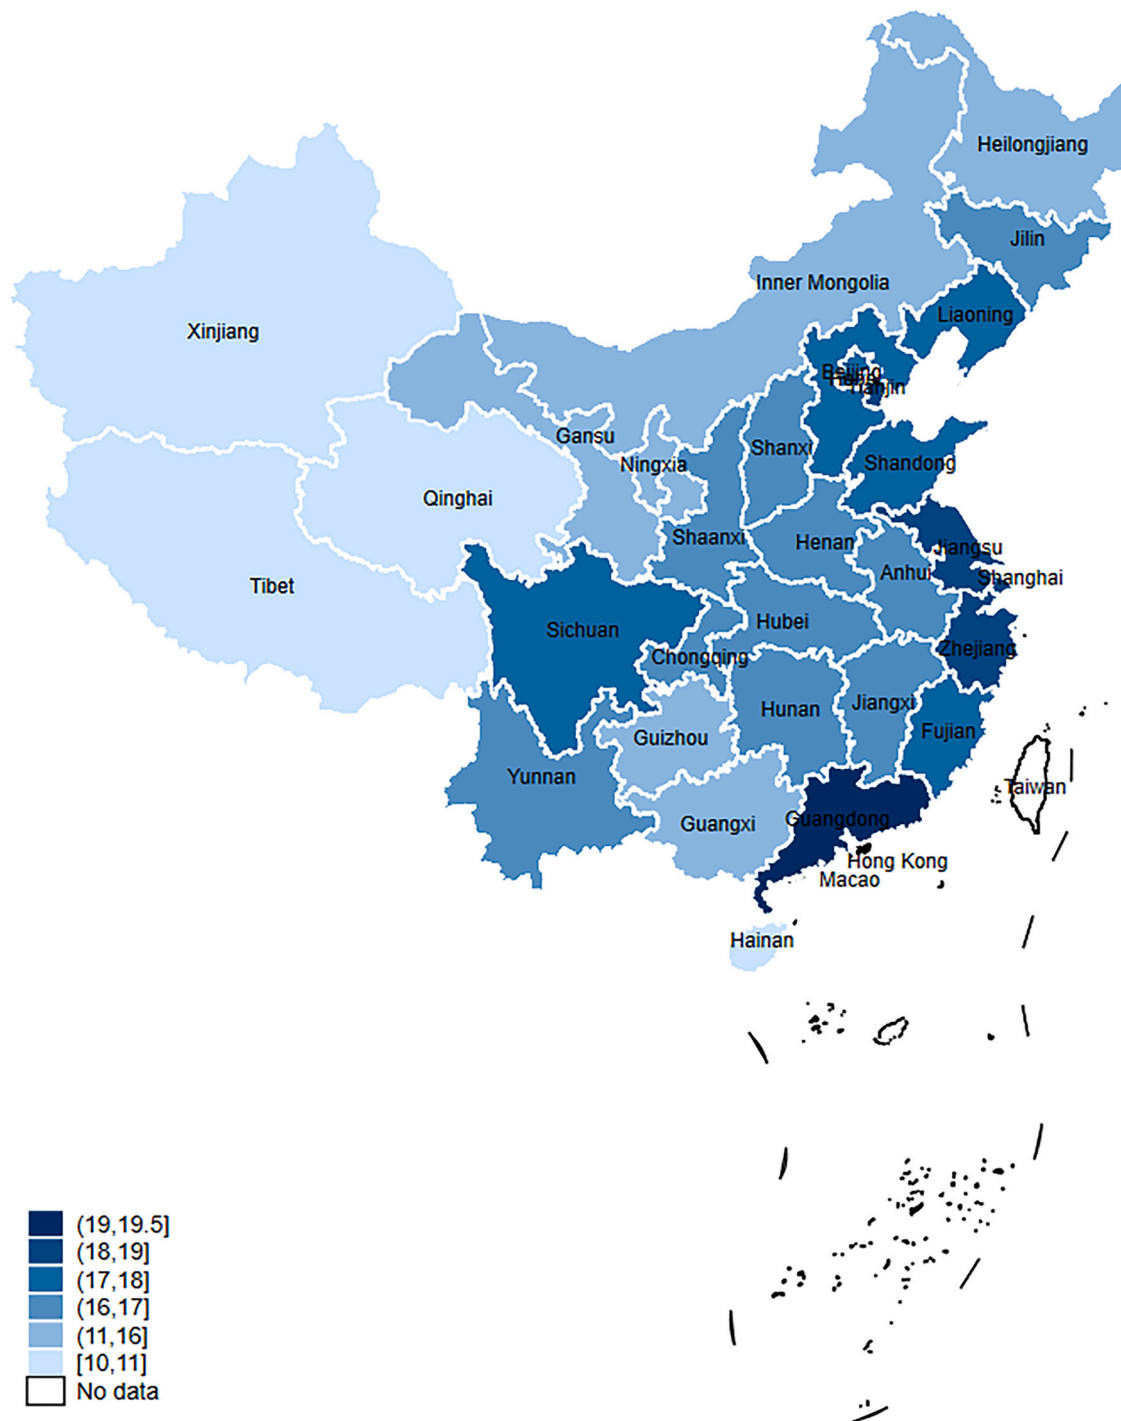 Heilongjiang
Jilin
Inner Mongolia
Liaoning
Xinjiang
Beijing
Hebei
Tianjin
Gansu
Shanxi
Ningxia
Shandong
Qinghai
Shaanxi
Henan
Jiangsu
Anhui
Shanghai
Tibet
Hubei
Sichuan
Zhejiang
Chongqing
Jiangxi
Hunan
Fujian
Guizhou
Yunnan
Taiwan
Guangdong
Guangxi
Hong Kong
Macao
Hainan
(19,19.5]
(18,19]
(17,18]
(16,17]
(11,16]
[10,11]
No data